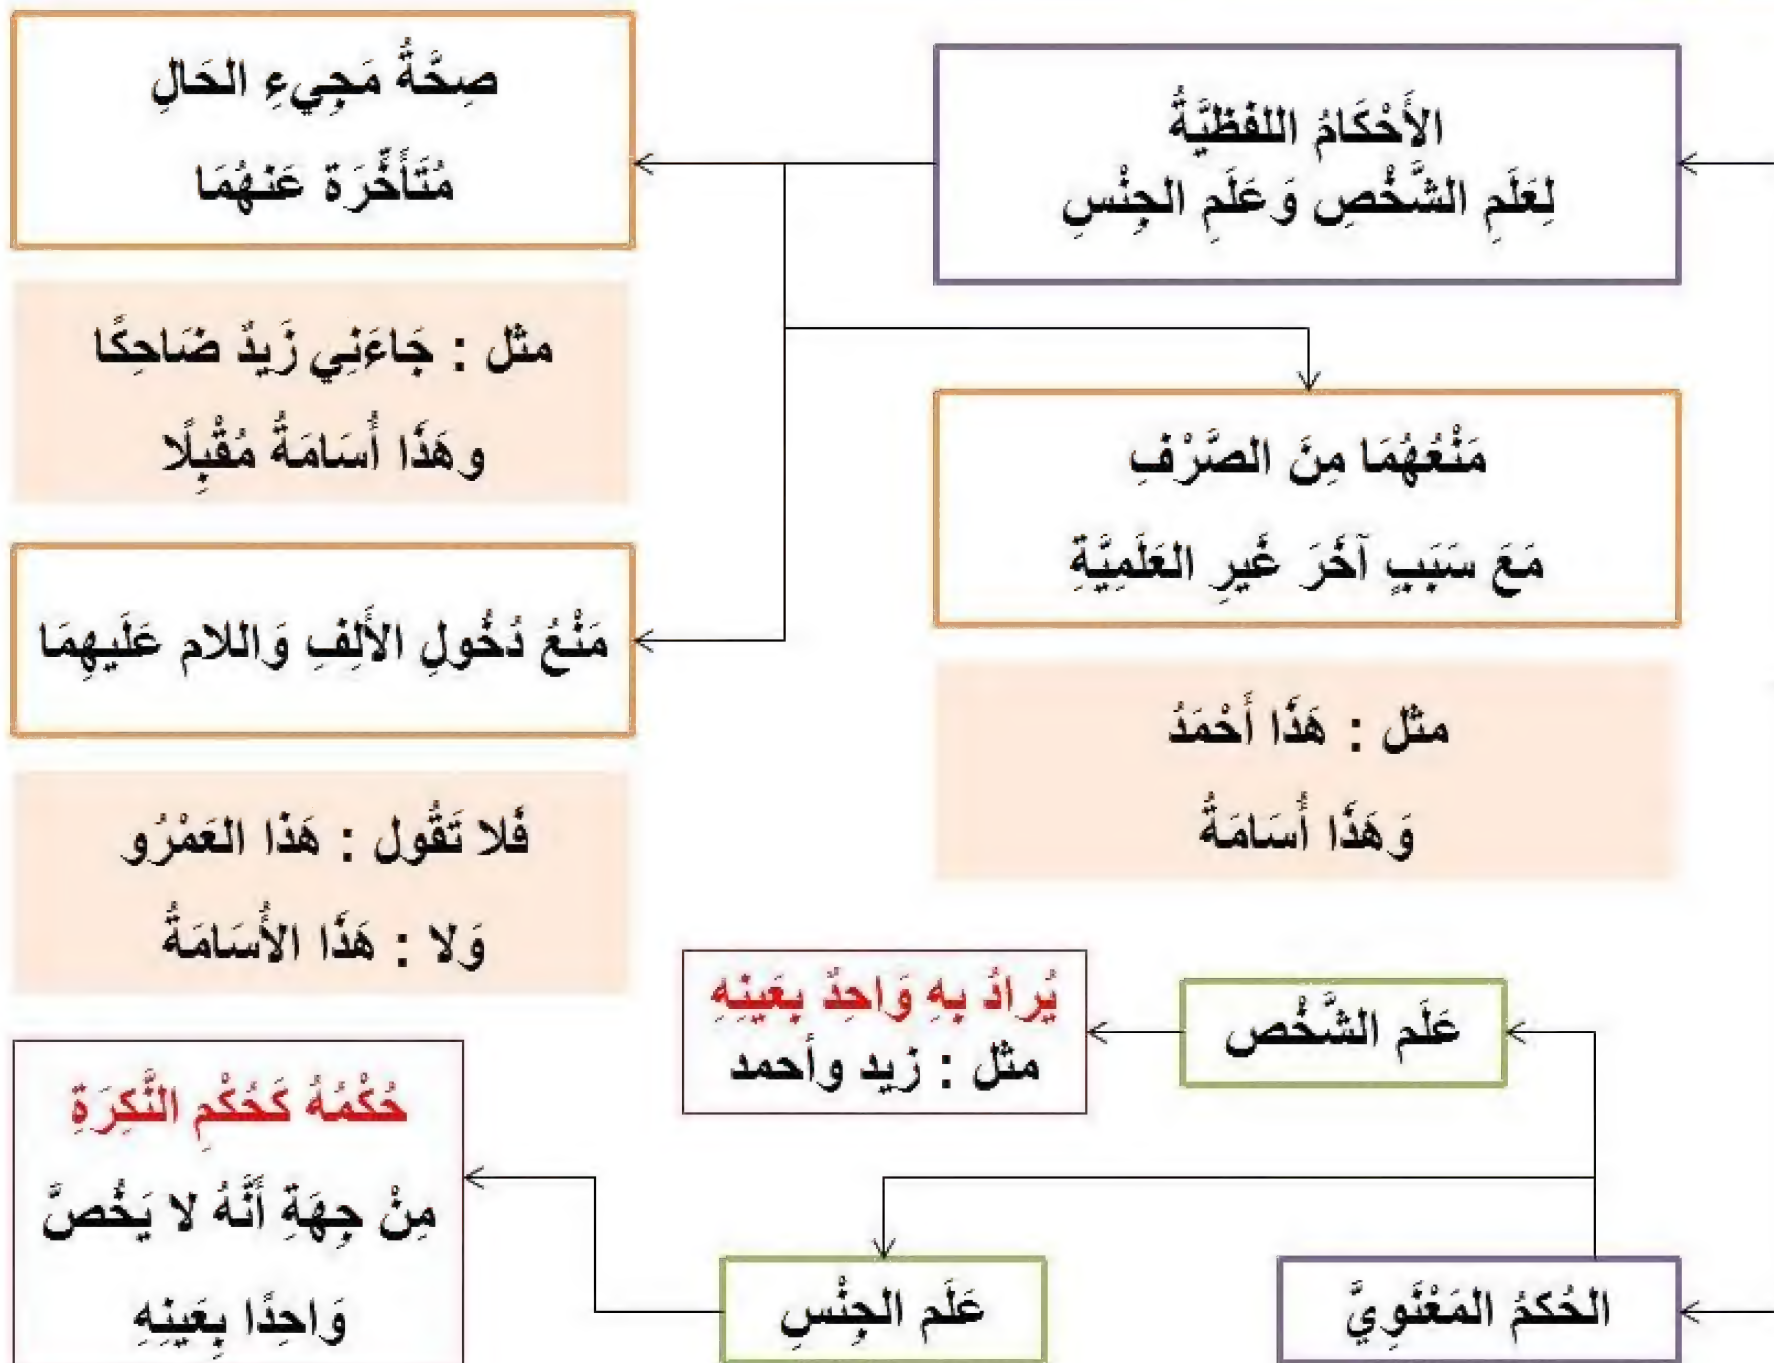 الأَحْكَامُ اللفظيَّةُ
لِعَلَمِ الشَّخْصِ وَعَلَمِ الجِنْسِ
صِحَّةُ مَجِيءِ الحَالِ
مُتَأَخِّرَة عَنهُمَا
مثل : جَاءَنِي زَيدٌ ضَاحِكًا
وهَذَا أُسَامَةُ مُقْبِلًا
مَنْعُهُمَا مِنَ الصَّرْفِ
مَعَ سَبَبٍ آخَرَ غَيرِ العَلَمِيَّةِ
مثل : هَذَا أَحْمَدُ
وَهَذَا أُسَامَةُ
مَنْعُ دُخُولِ الأَلِفِ وَاللام عَلَيهِمَا
فَلا تَقُول : هَذَا العَمْرُو
وَلا : هَذَا الأُسَامَةُ
الحُكمُ المَعْنَوِيَّ
عَلَم الشَّخْص
يُرادُ بِهِ وَاحِدٌ بِعَينِهِ
مثل : زيد وأحمد
عَلَم الجِنْسِ
حُكْمُهُ كَحُكْمِ النَّكِرَةِ
مِنْ جِهَةِ أَنَّهُ لا يَخُصَّ
وَاحِدًا بِعَينِهِ